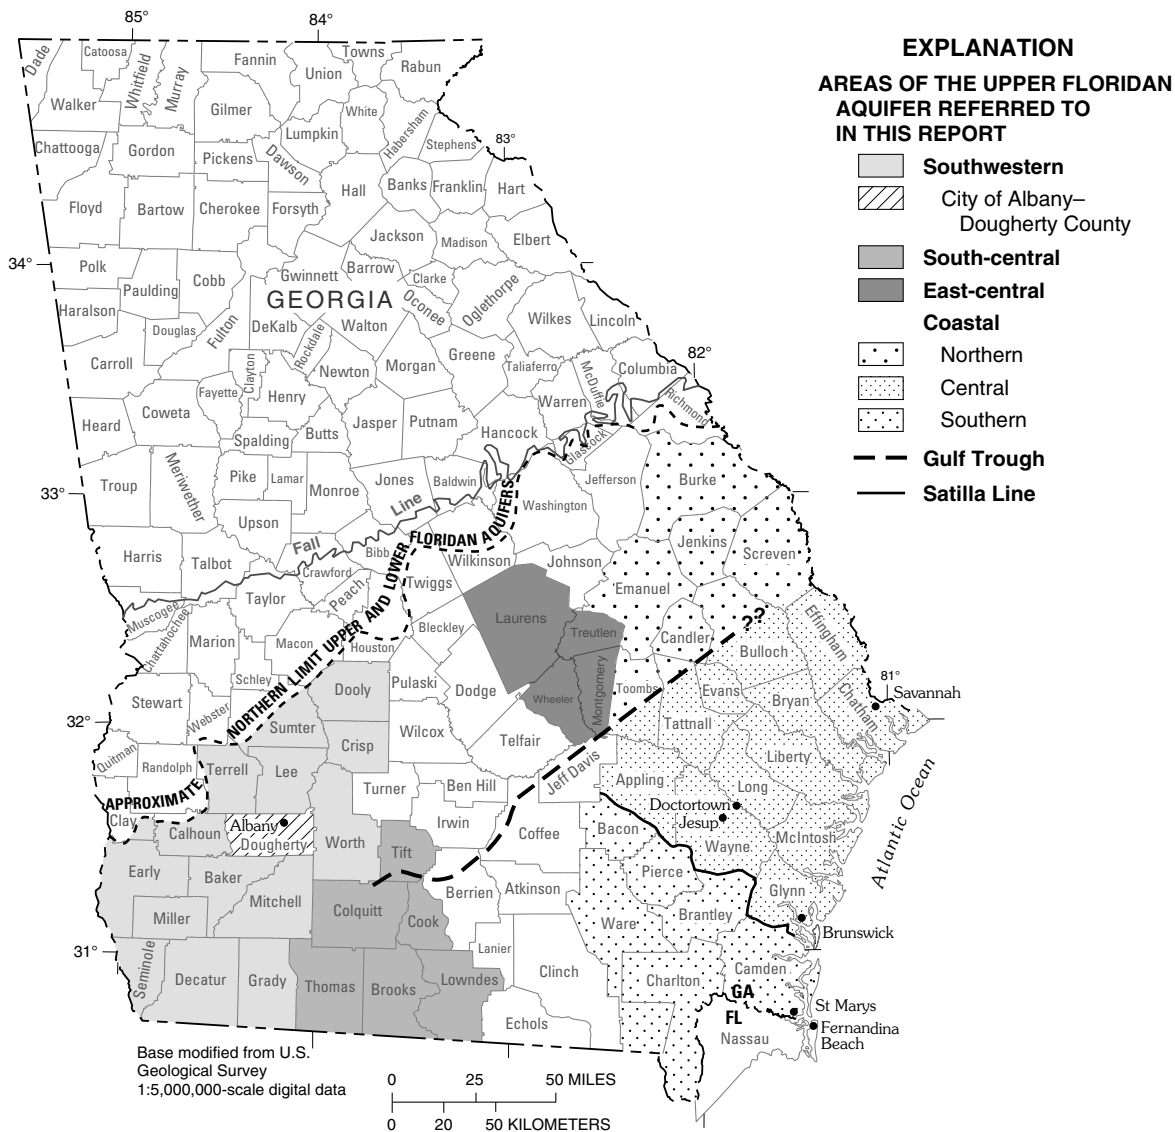 85°
84°
EXPLANATION
AREAS OF THE UPPER FLORIDAN
AQUIFER REFERRED TO
IN THIS REPORT
Southwestern
City of Albany–
Dougherty County
South-central
East-central
Coastal
Northern
Central
Southern
Gulf Trough
Satilla Line
Dade
Catoosa
Whitfield
Murray
Fannin
Towns
Union
Rabun
Walker
Gilmer
White
Lumpkin
Habersham
Stephens
83°
Chattooga
Gordon
Pickens
Dawson
Hall
Banks
Franklin
Hart
Floyd
Bartow
Cherokee
Forsyth
Jackson
Madison
Elbert
34°
Polk
Cobb
Gwinnett
Barrow
Clarke
Paulding
GEORGIA
Oconee
Oglethorpe
Haralson
Douglas
Fulton
DeKalb
Rockdale
Walton
Wilkes
Lincoln
Carroll
Clayton
Newton
Morgan
Greene
Taliaferro
McDuffie
Columbia
82°
Fayette
Henry
Warren
Richmond
Heard
Coweta
Spalding
Butts
Jasper
Putnam
Hancock
Glascock
33°
Troup
Meriwether
Pike
Lamar
Monroe
Jones
Baldwin
Washington
Jefferson
Burke
Upson
Fall
Line
Harris
Talbot
Crawford
Bibb
Wilkinson
Johnson
Jenkins
Screven
Muscogee
Chattahochee
Taylor
Peach
Twiggs
Emanuel
Laurens
Treutlen
Marion
Macon
Houston
Bleckley
Candler
??
Bulloch
Effingham
NORTHERN LIMIT UPPER AND LOWER
FLORIDAN AQUIFERS
APPROXIMATE
Stewart
Schley
Webster
Dooly
Pulaski
Dodge
Wheeler
Montgomery
Toombs
Evans
Bryan
Chatham
81°
Savannah
32°
Sumter
Crisp
Wilcox
Telfair
Tattnall
Quitman
Randolph
Terrell
Lee
Turner
Ben Hill
Jeff Davis
Appling
Long
Liberty
Clay
Calhoun
Albany
Dougherty
Worth
Tift
Irwin
Coffee
Bacon
Doctortown
Jesup
Wayne
McIntosh
Atlantic Ocean
Early
Baker
Mitchell
Colquitt
Cook
Berrien
Atkinson
Pierce
Glynn
Miller
Ware
Brantley
Brunswick
31°
Seminole
Decatur
Grady
Thomas
Brooks
Lowndes
Lanier
Clinch
Charlton
Camden
GA
FL
St Marys
Echols
Nassau
Fernandina
Beach
Base modified from U.S.
Geological Survey
1:5,000,000-scale digital data
0 25 50 MILES
0 20 50 KILOMETERS